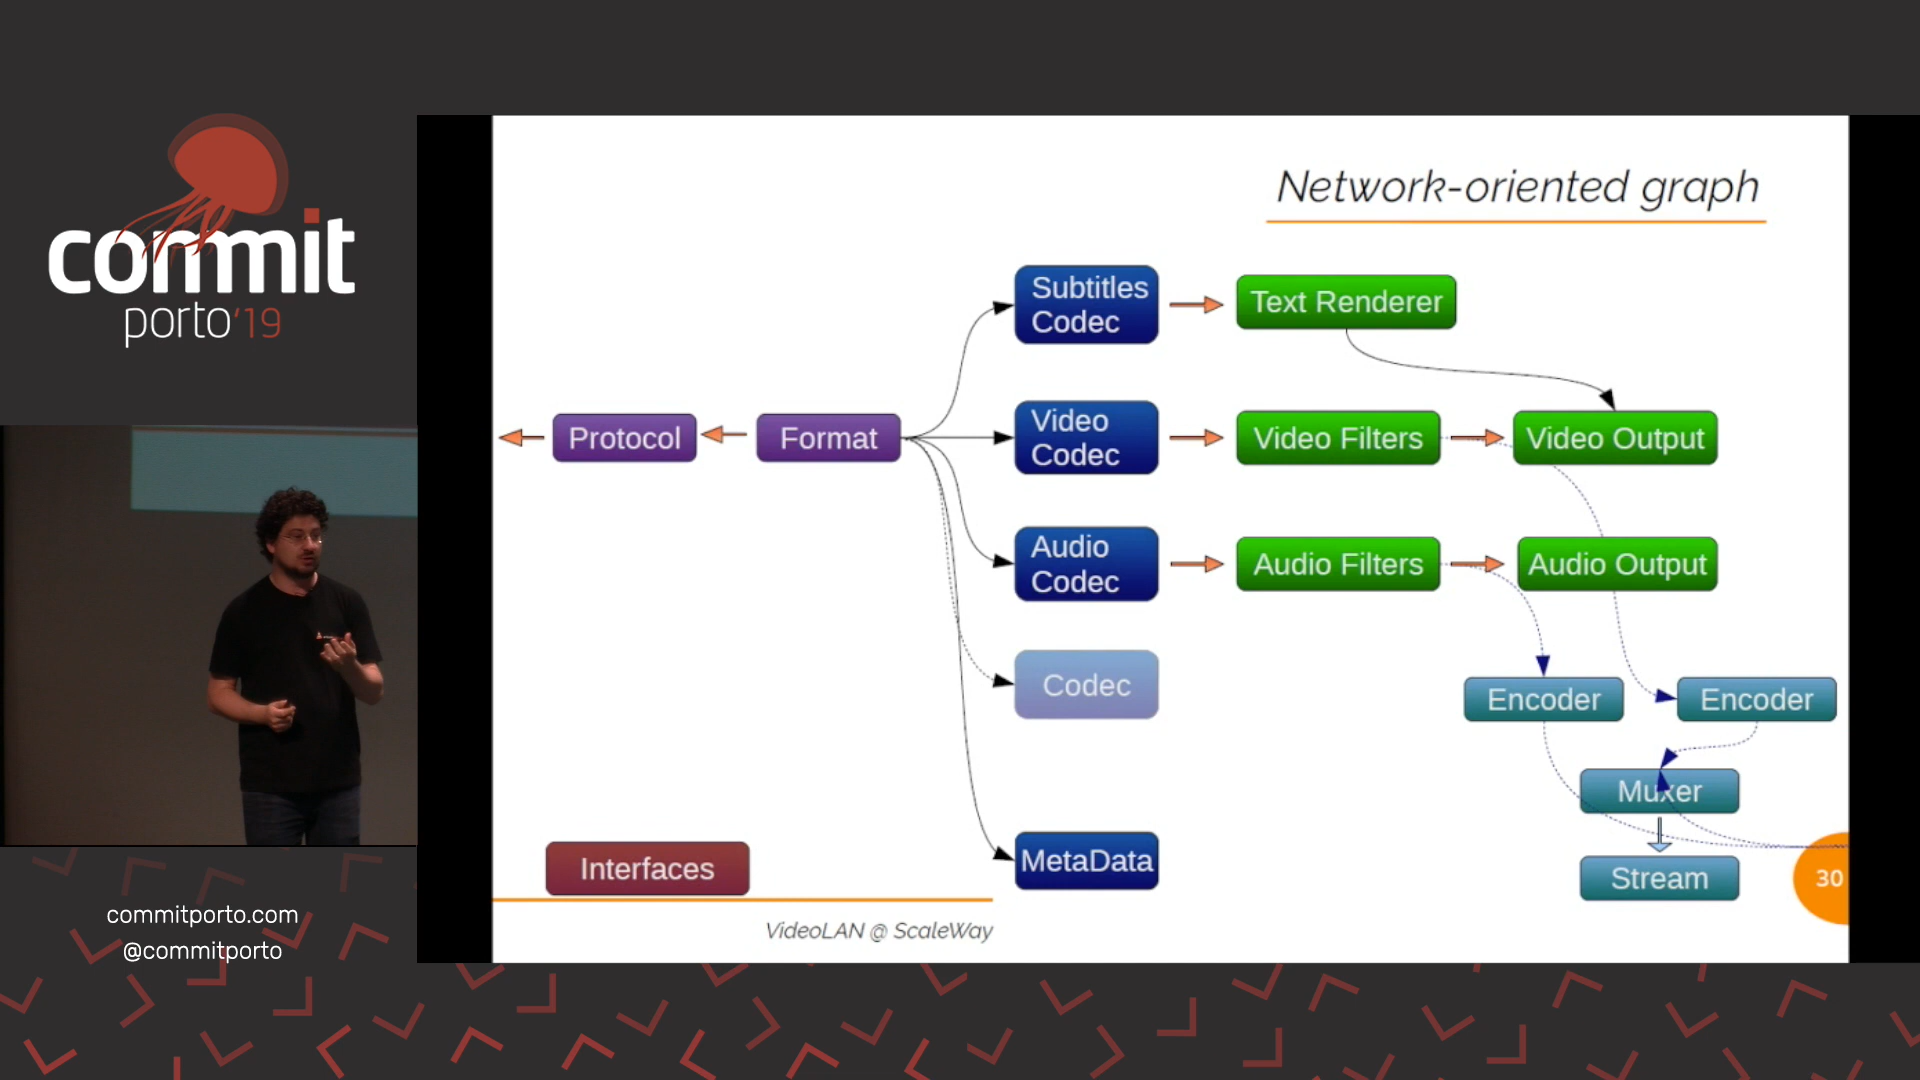 commit
porto'19
commitporto.com
@commitporto
Network-oriented graph
Subtitles
Codec
Text Renderer
Protocol
Format
Video
Codec
Video Filters
Video Output
Audio
Codec
Audio Filters
Audio Output
Codec
Encoder
Encoder
Muxer
MetaData
Interfaces
Stream
30
VideoLAN @ ScaleWay